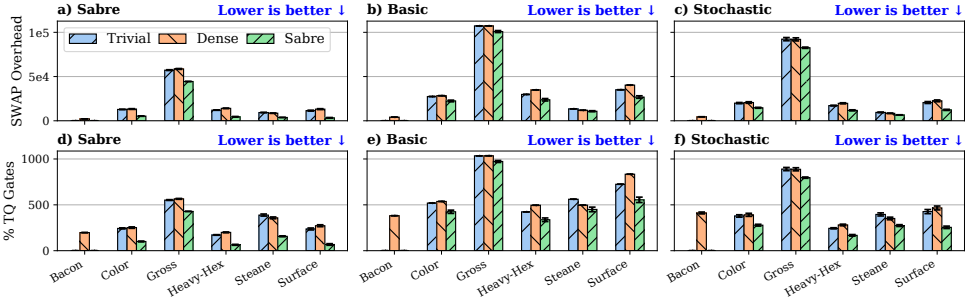 a) Sabre
Lower is better ↓
b) Basic
Lower is better ↓
c) Stochastic
Lower is better ↓
SWAP Overhead
1e5
5e4
0
Trivial
Dense
Sabre
d) Sabre
Lower is better ↓
e) Basic
Lower is better ↓
f) Stochastic
Lower is better ↓
% TQ Gates
1000
500
0
Bacon
Color
Gross
Heavy-Hex
Steane
Surface
Bacon
Color
Gross
Heavy-Hex
Steane
Surface
Bacon
Color
Gross
Heavy-Hex
Steane
Surface